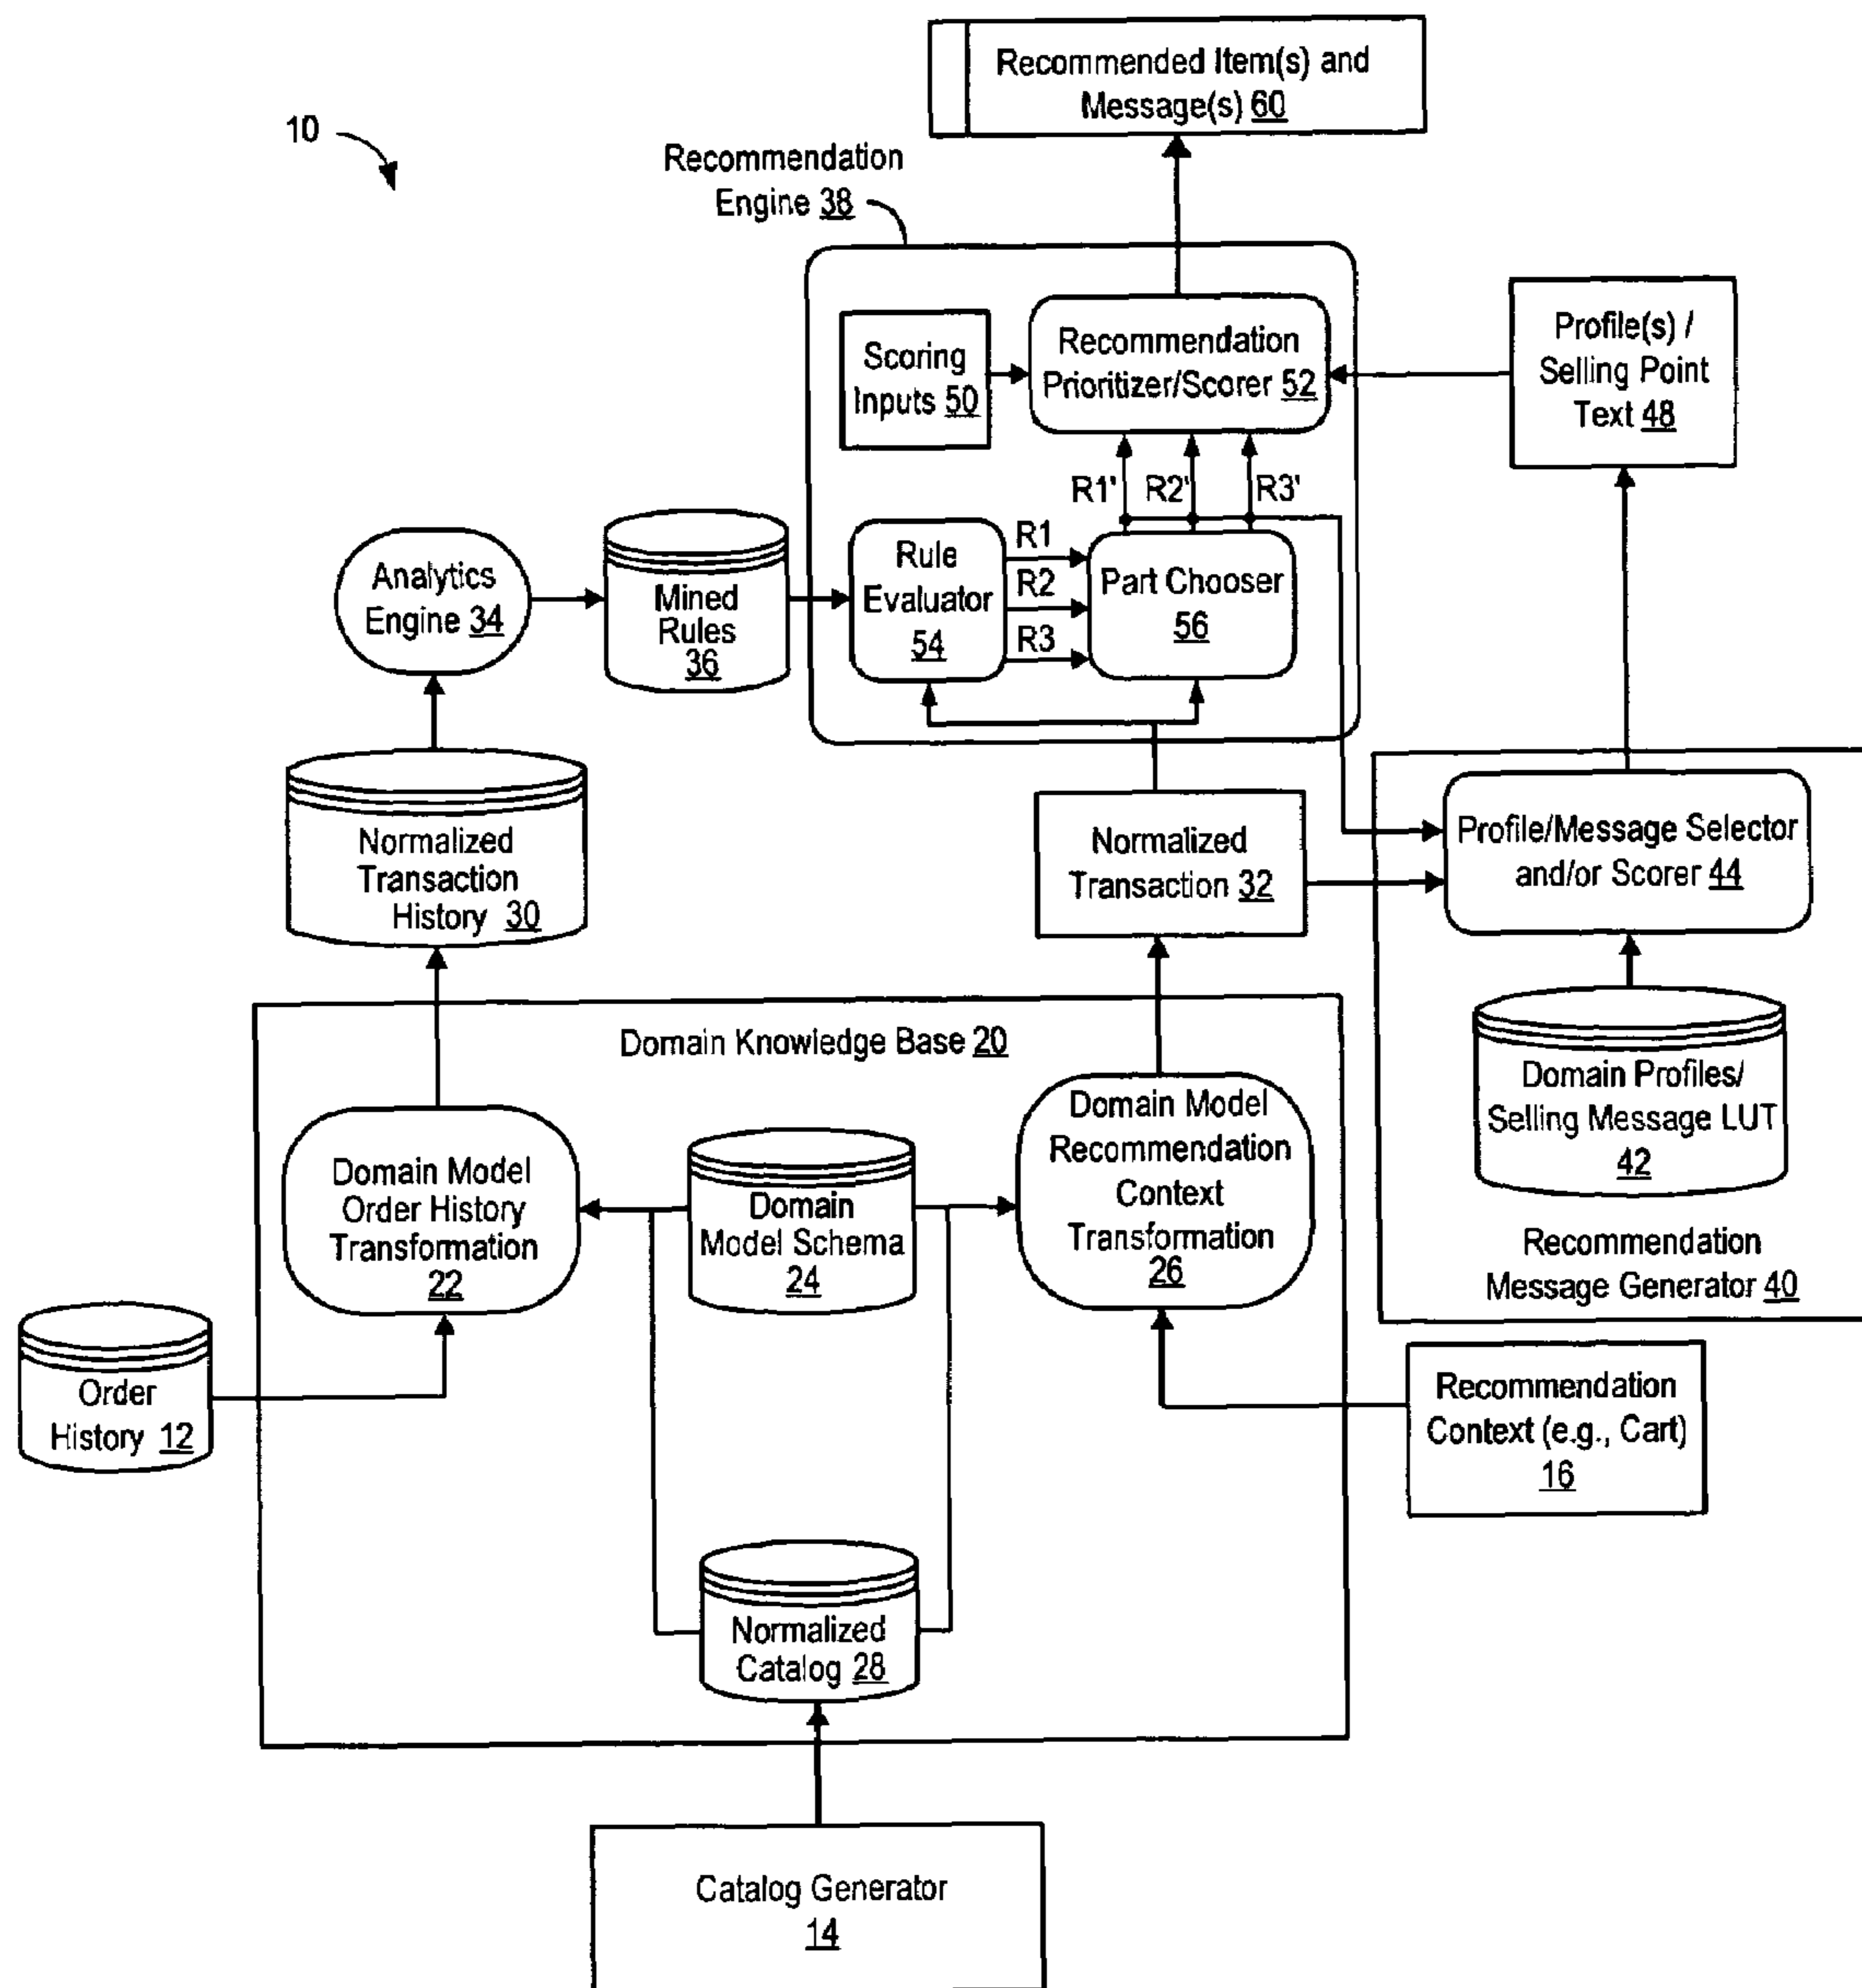 Recommended Item(s) and
Message(s) 60
10
Recommendation
Engine 38
Scoring
Inputs 50
Recommendation
Prioritizer/Scorer 52
Profile(s) /
Selling Point
Text 48
R1'
R2'
R3'
Analytics
Engine 34
Mined
Rules
36
Rule
Evaluator
54
R1
R2
R3
Part Chooser
56
Normalized
Transaction
History 30
Normalized
Transaction 32
Profile/Message Selector
and/or Scorer 44
Domain Knowledge Base 20
Domain Profiles/
Selling Message LUT
42
Domain Model
Order History
Transformation
22
Domain
Model Schema
24
Domain Model
Recommendation
Context
Transformation
26
Recommendation
Message Generator 40
Order
History 12
Recommendation
Context (e.g., Cart)
16
Normalized
Catalog 28
Catalog Generator
14